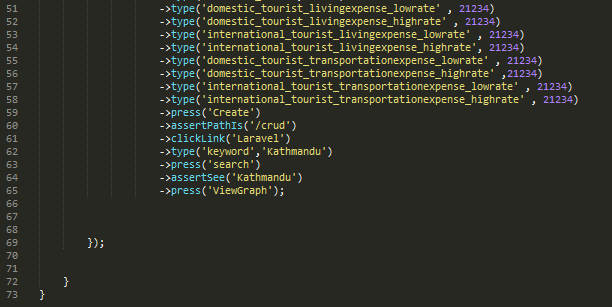 51 ->type('domestic_tourist_livingexpense_lowrate' , 21234)
52 ->type('domestic_tourist_livingexpense_highrate' , 21234)
53 ->type('international_tourist_livingexpense_lowrate' , 21234)
54 ->type('international_tourist_livingexpense_highrate', 21234)
55 ->type('domestic_tourist_transportationexpense_lowrate' , 21234)
56 ->type('domestic_tourist_transportationexpense_highrate' ,21234)
57 ->type('international_tourist_transportationexpense_lowrate' , 21234)
58 ->type('international_tourist_transportationexpense_highrate' , 21234)
59 ->press('Create')
60 ->assertPathIs('/crud')
61 ->clickLink('Laravel')
62 ->type('keyword','Kathmandu')
63 ->press('search')
64 ->assertSee('Kathmandu')
65 ->press('ViewGraph');
66
67
68
69 });
70
71
72 }
73 }